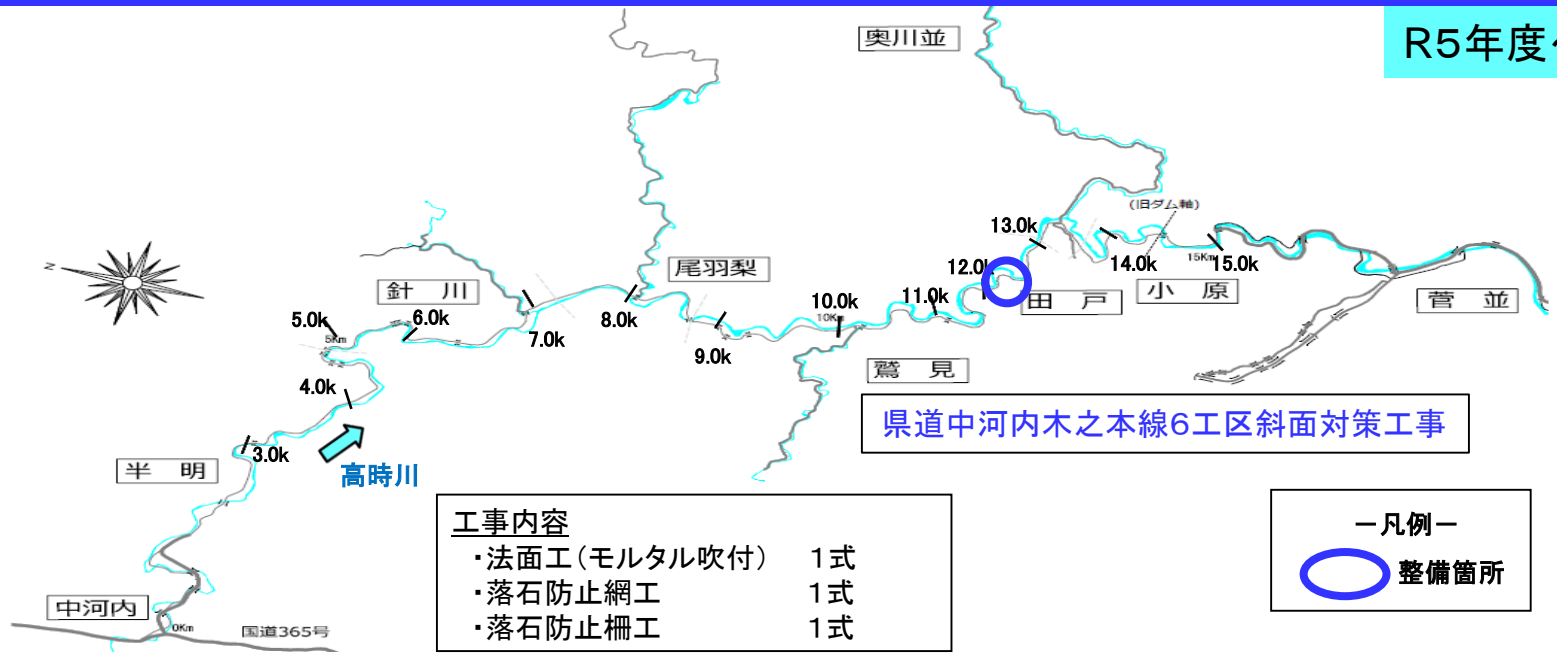 R5年度
奥川並
(旧ダム軸)
13.0k
14.0k
15Km
15.0k
12.0k
尾羽梨
針 川
田 戸
小 原
菅 並
N
5.0k
5Km
6.0k
7.0k
8.0k
9.0k
10.0k
10Km
11.0k
鷲 見
4.0k
県道中河内木之本線6工区斜面対策工事
3.0k
半 明
高時川
工事内容
・法面工(モルタル吹付) 1式
・落石防止網工 1式
・落石防止柵工 1式
－凡例－
整備箇所
中河内
0Km
国道365号